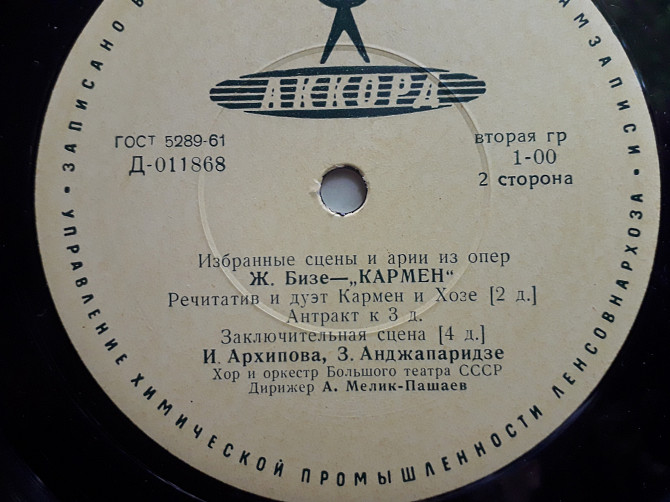 АККОРД
ГОСТ 5289-61
Д-011868
вторая гр
1-00
2 сторона
Избранные сцены и арии из опер
Ж. Бизе—„КАРМЕН“
Речитатив и дуэт Кармен и Хозе [2 д.]
Антракт к 3 д.
Заключительная сцена [4 д.]
И. Архипова, З. Анджапаридзе
Хор и оркестр Большого театра СССР
Дирижер А. Мелик-Пашаев
УПРАВЛЕНИЕ ХИМИЧЕСКОЙ ПРОМЫШЛЕННОСТИ ЛЕНСОВНАРХОЗА • ЗАПИСАНО